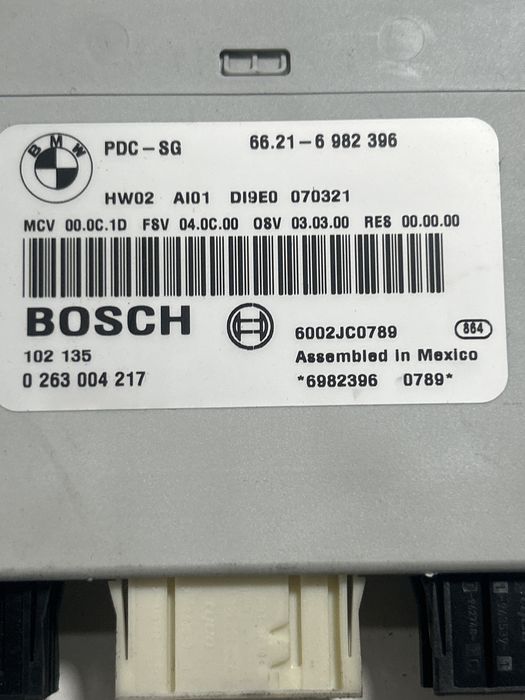 BMW
PDC-SG 66.21-6 982 396
HW02 AI01 DI9E0 070321
MCV 00.0C.1D FSV 04.0C.00 OSV 03.03.00 RES 00.00.00
BOSCH
6002JC0789 864
102 135 Assembled in Mexico
0 263 004 217 *6982396 0789*